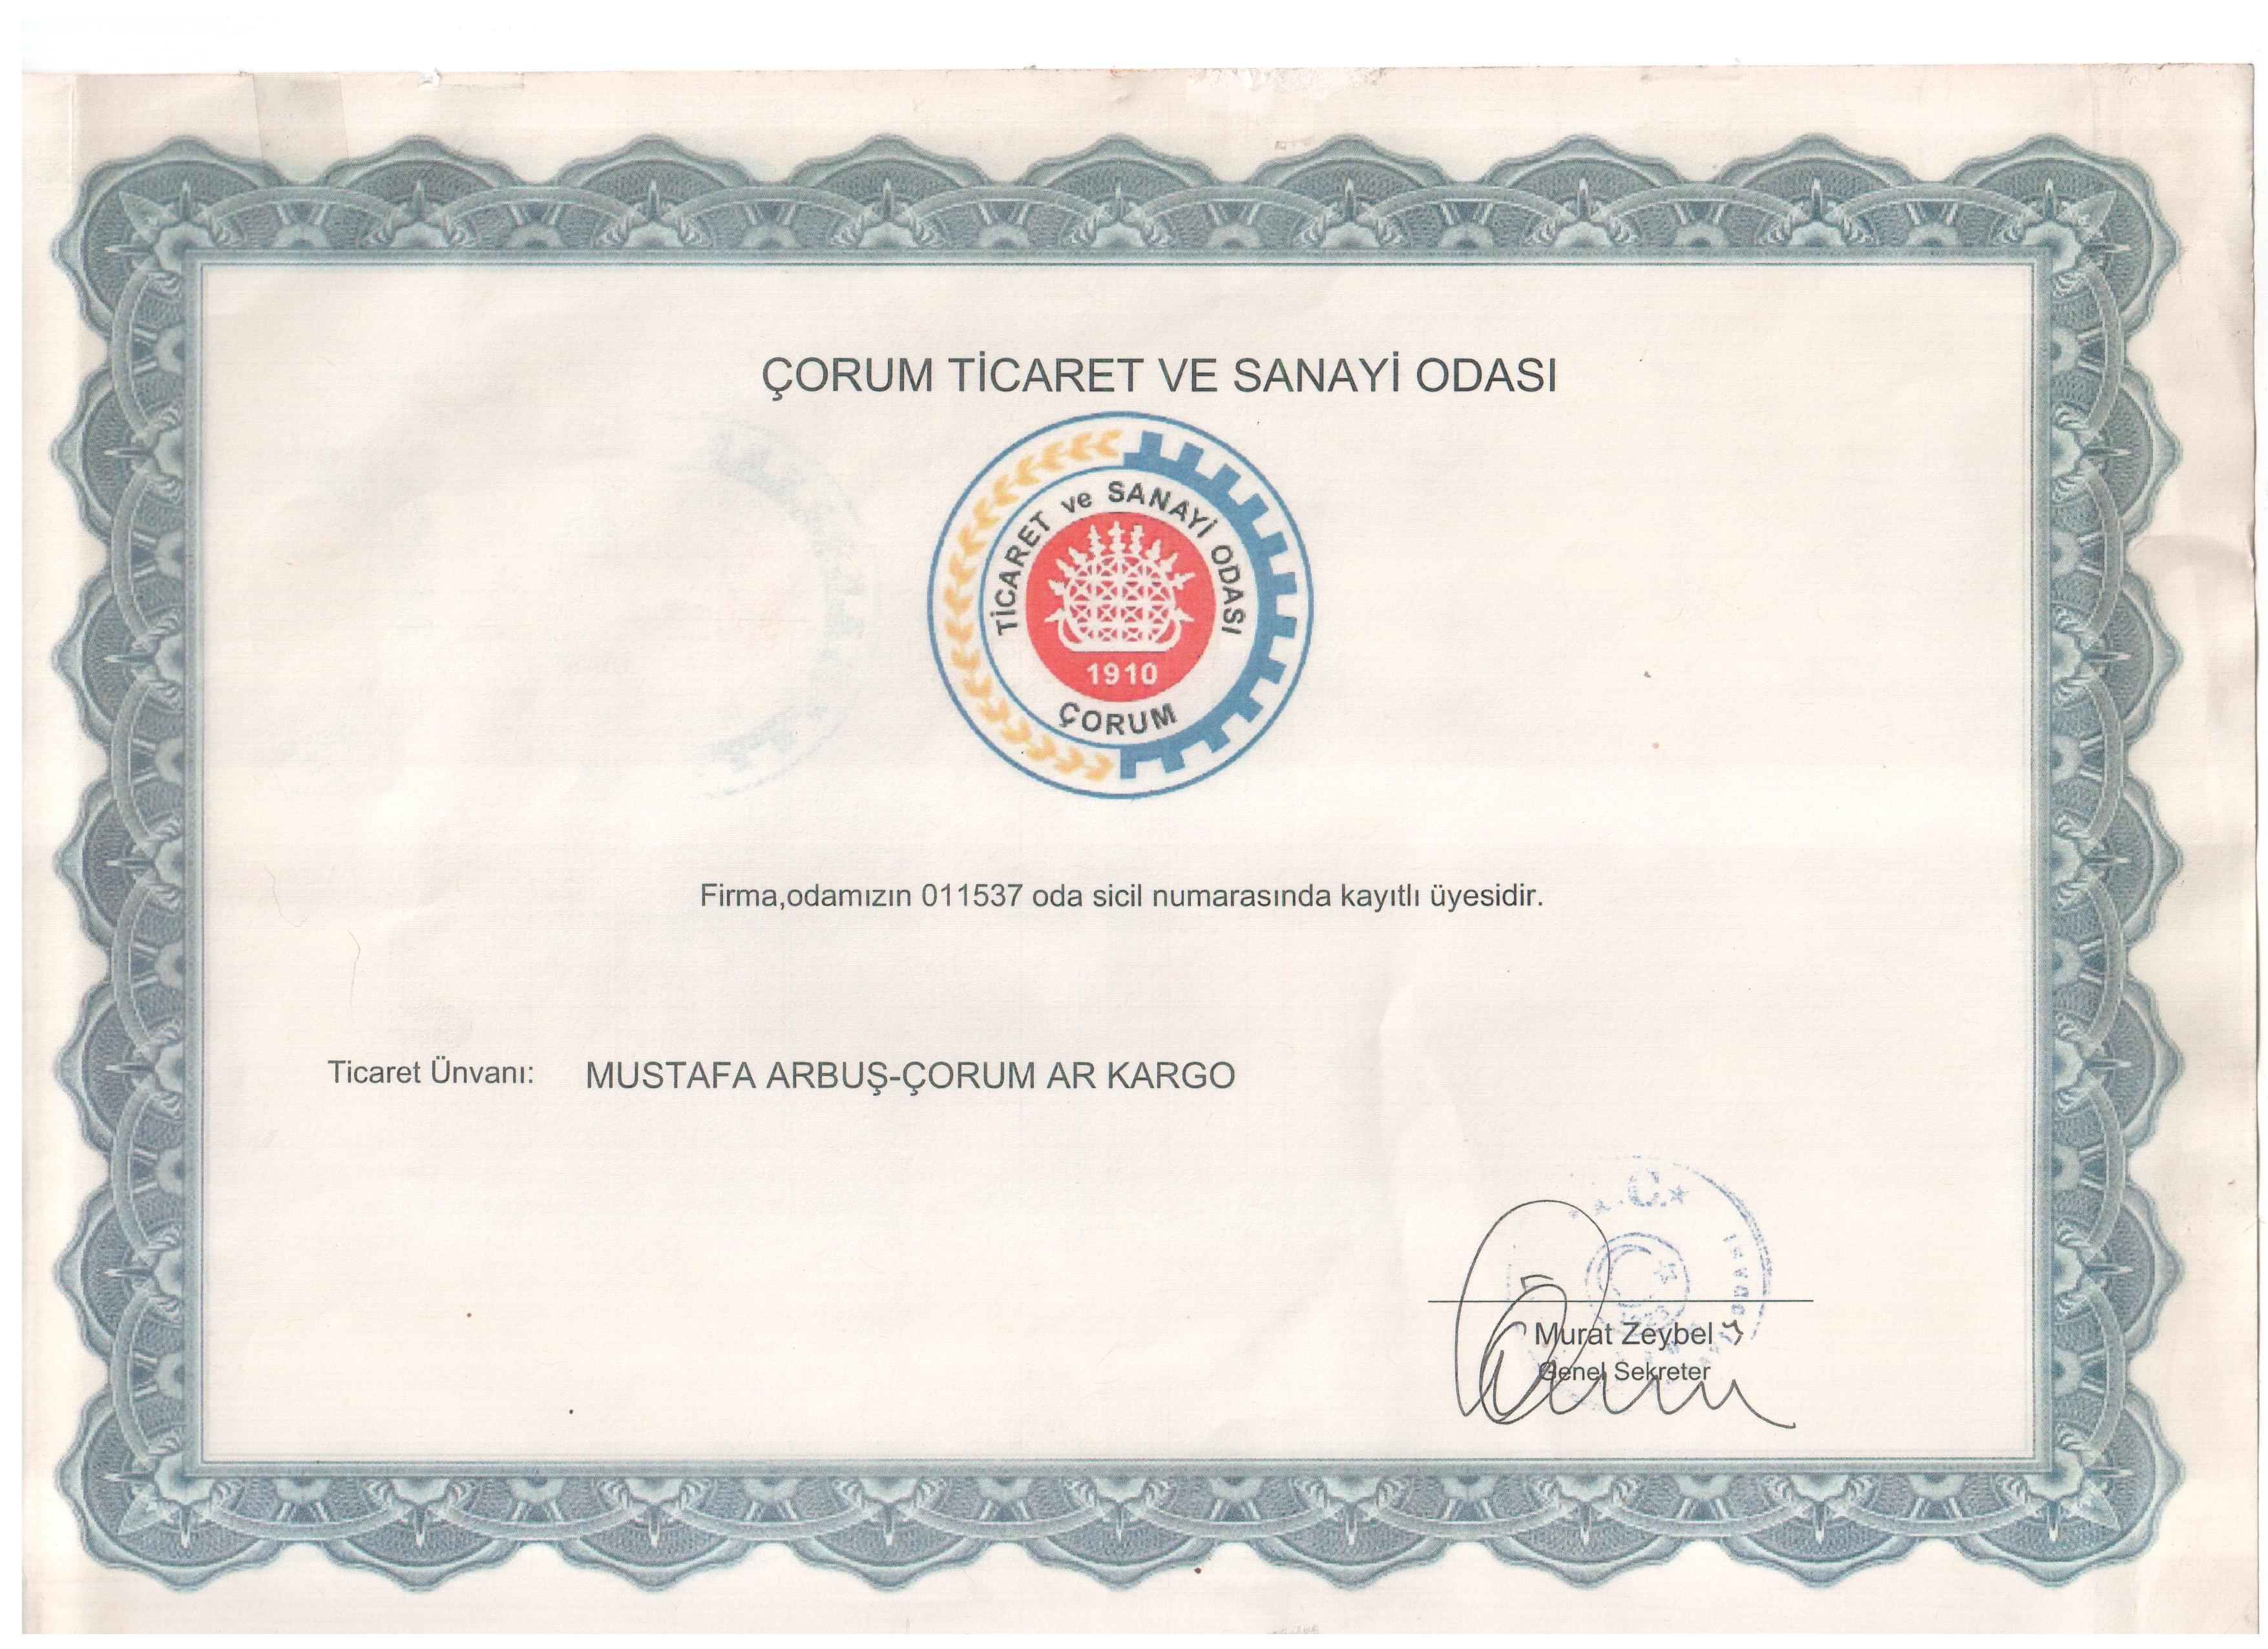 ÇORUM TİCARET VE SANAYİ ODASI
TİCARET ve SANAYİ ODASI
1910
ÇORUM
Firma,odamızın 011537 oda sicil numarasında kayıtlı üyesidir.
Ticaret Ünvanı: MUSTAFA ARBUŞ-ÇORUM AR KARGO
Murat Zeybel
Genel Sekreter